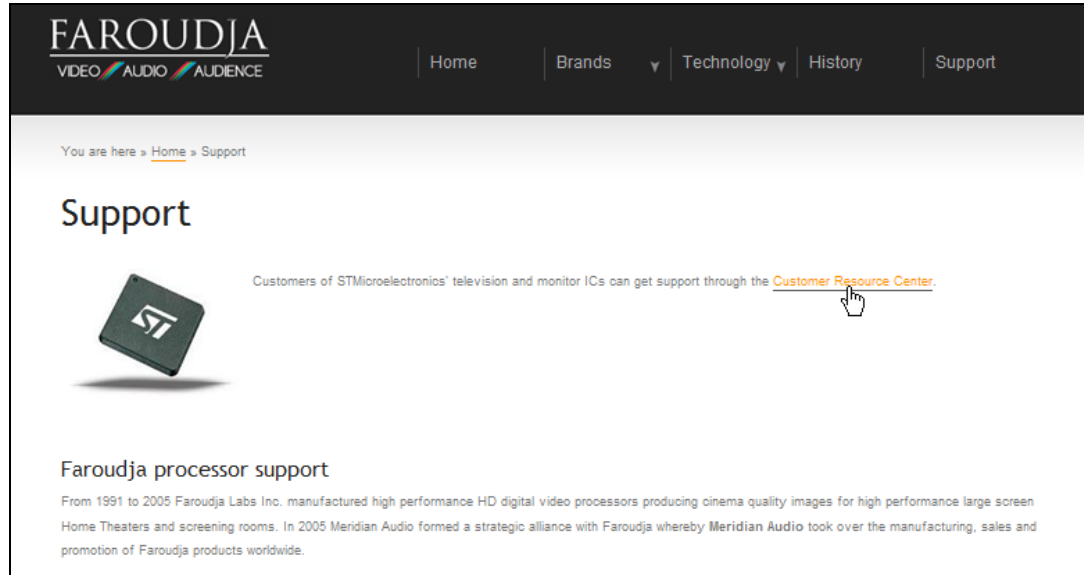 FAROUDJA
VIDEO AUDIO AUDIENCE
Home
Brands
Technology
History
Support
You are here » Home » Support
Support
Customers of STMicroelectronics' television and monitor ICs can get support through the Customer Resource Center.
ST
Faroudja processor support
From 1991 to 2005 Faroudja Labs Inc. manufactured high performance HD digital video processors producing cinema quality images for high performance large screen
Home Theaters and screening rooms. In 2005 Meridian Audio formed a strategic alliance with Faroudja whereby Meridian Audio took over the manufacturing, sales and
promotion of Faroudja products worldwide.